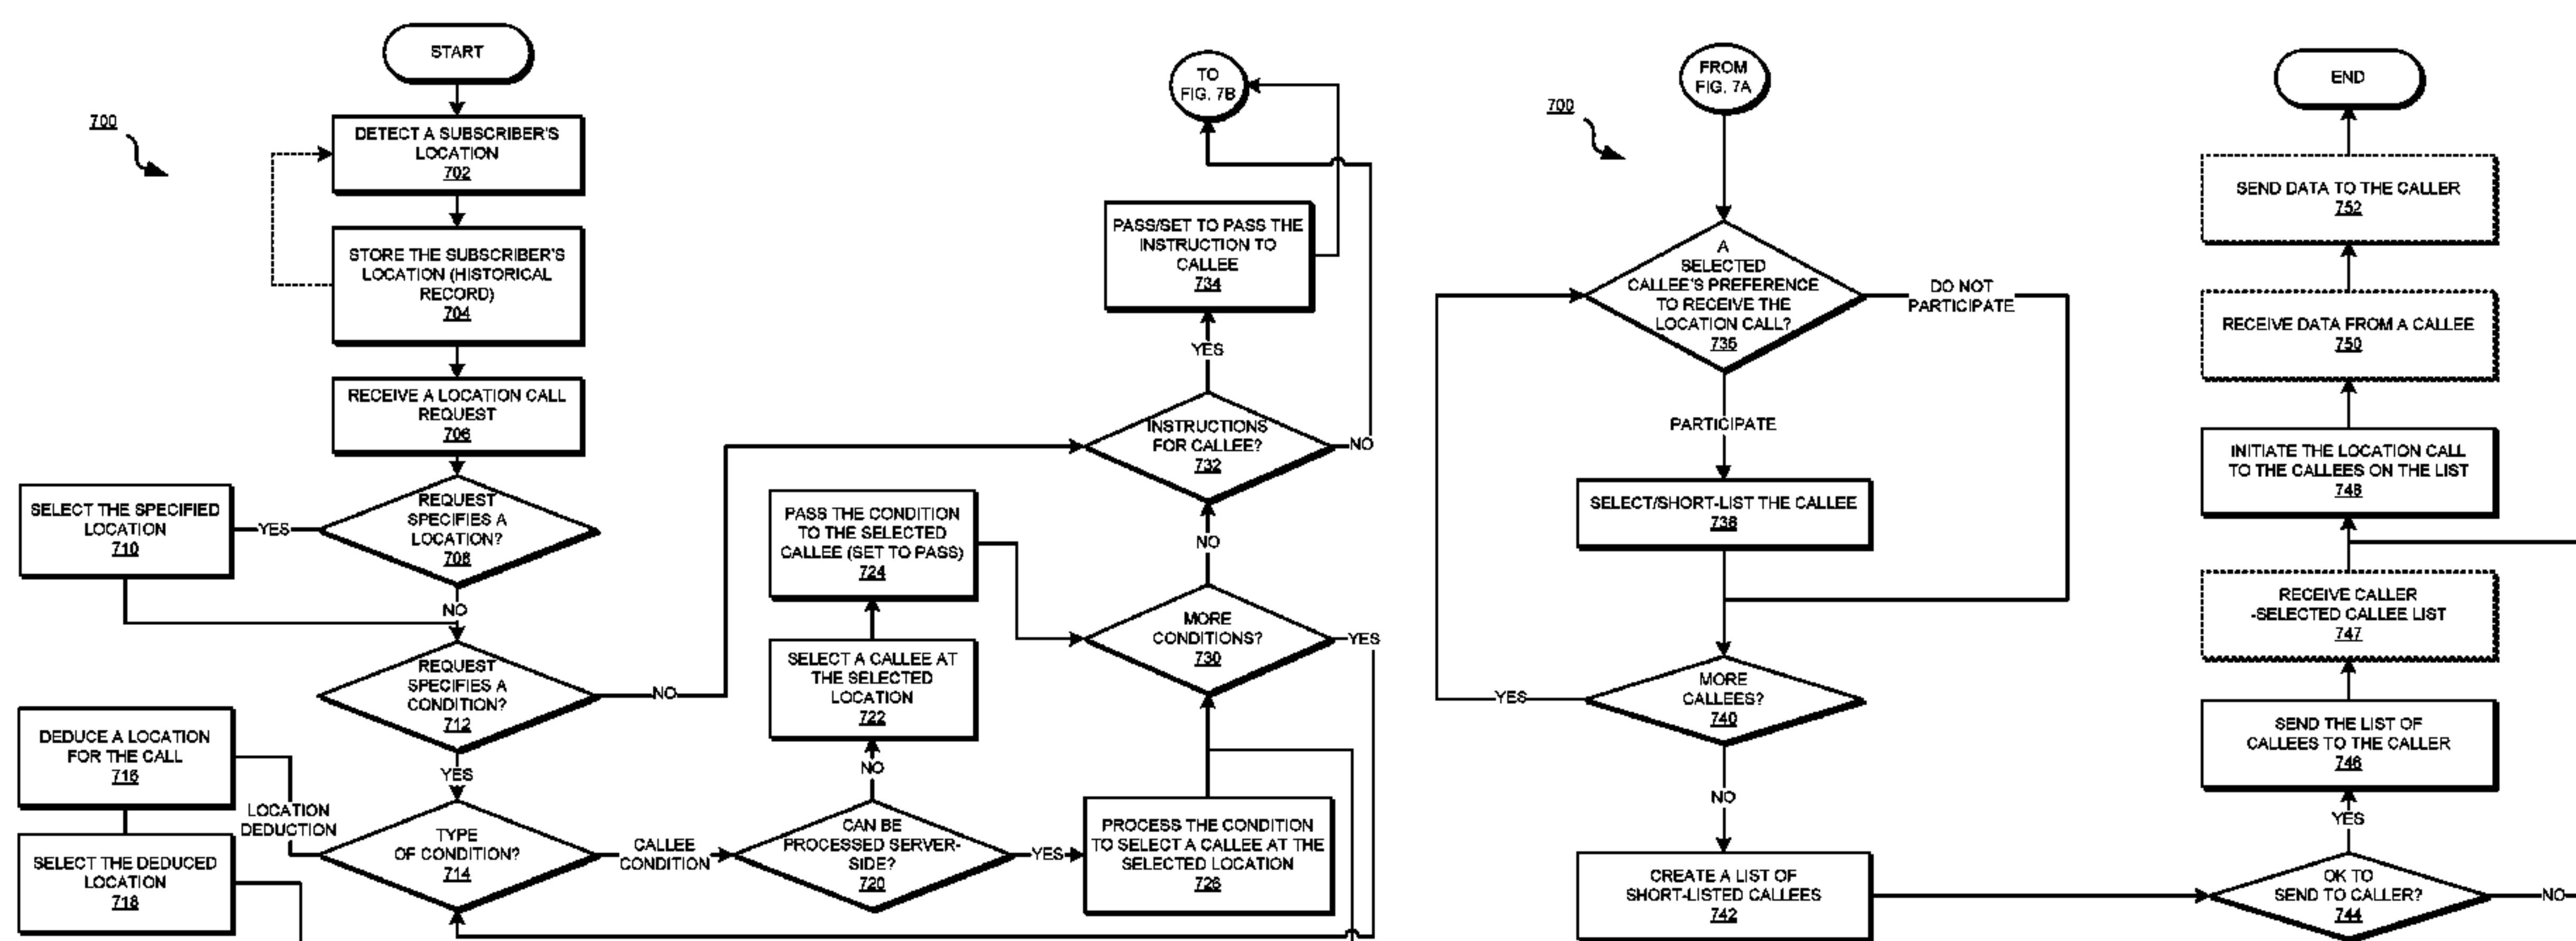 START
700
DETECT A SUBSCRIBER'S
LOCATION
702
STORE THE SUBSCRIBER'S
LOCATION (HISTORICAL
RECORD)
704
RECEIVE A LOCATION CALL
REQUEST
706
REQUEST
SPECIFIES A
LOCATION?
708
YES
SELECT THE SPECIFIED
LOCATION
710
NO
REQUEST
SPECIFIES A
CONDITION?
712
NO
YES
DEDUCE A LOCATION
FOR THE CALL
716
LOCATION
DEDUCTION
SELECT THE DEDUCED
LOCATION
718
TYPE
OF CONDITION?
714
CALLEE
CONDITION
CAN BE
PROCESSED SERVER-
SIDE?
720
NO
YES
SELECT A CALLEE AT
THE SELECTED
LOCATION
722
PASS THE CONDITION
TO THE SELECTED
CALLEE (SET TO PASS)
724
PROCESS THE CONDITION
TO SELECT A CALLEE AT THE
SELECTED LOCATION
726
MORE
CONDITIONS?
730
YES
NO
INSTRUCTIONS
FOR CALLEE?
732
NO
YES
PASS/SET TO PASS THE
INSTRUCTION TO
CALLEE
734
TO
FIG. 7B
FROM
FIG. 7A
700
A
SELECTED
CALLEE'S PREFERENCE
TO RECEIVE THE
LOCATION CALL?
736
DO NOT
PARTICIPATE
PARTICIPATE
SELECT/SHORT-LIST THE CALLEE
738
MORE
CALLEES?
740
YES
NO
CREATE A LIST OF
SHORT-LISTED CALLEES
742
OK TO
SEND TO CALLER?
744
NO
YES
SEND THE LIST OF
CALLEES TO THE CALLER
746
RECEIVE CALLER
-SELECTED CALLEE LIST
747
INITIATE THE LOCATION CALL
TO THE CALLEES ON THE LIST
748
RECEIVE DATA FROM A CALLEE
750
SEND DATA TO THE CALLER
752
END